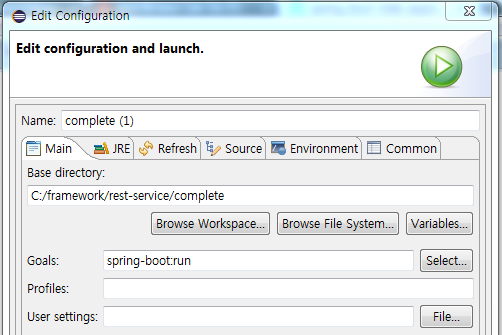 Edit Configuration
Edit configuration and launch.
Name: complete (1)
Main JRE Refresh Source Environment Common
Base directory:
C:/framework/rest-service/complete
Browse Workspace... Browse File System... Variables...
Goals: spring-boot:run Select...
Profiles:
User settings: File...